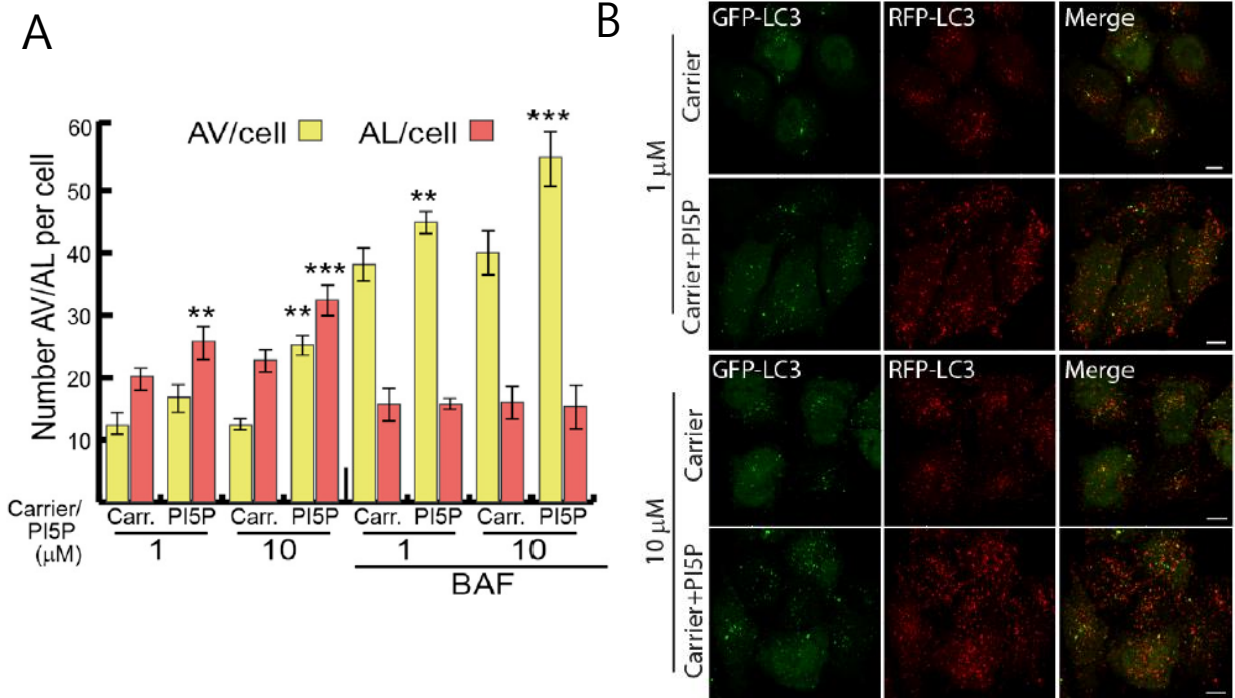 A
AV/cell AL/cell
Number AV/AL per cell
60
50
40
30
20
10
**
**
***
**
***
Carrier/
PI5P
(μM)
Carr. PI5P Carr. PI5P Carr. PI5P Carr. PI5P
1 10 1 10
BAF
B
GFP-LC3 RFP-LC3 Merge
1 μM
Carrier
Carrier+PI5P
GFP-LC3 RFP-LC3 Merge
10 μM
Carrier
Carrier+PI5P